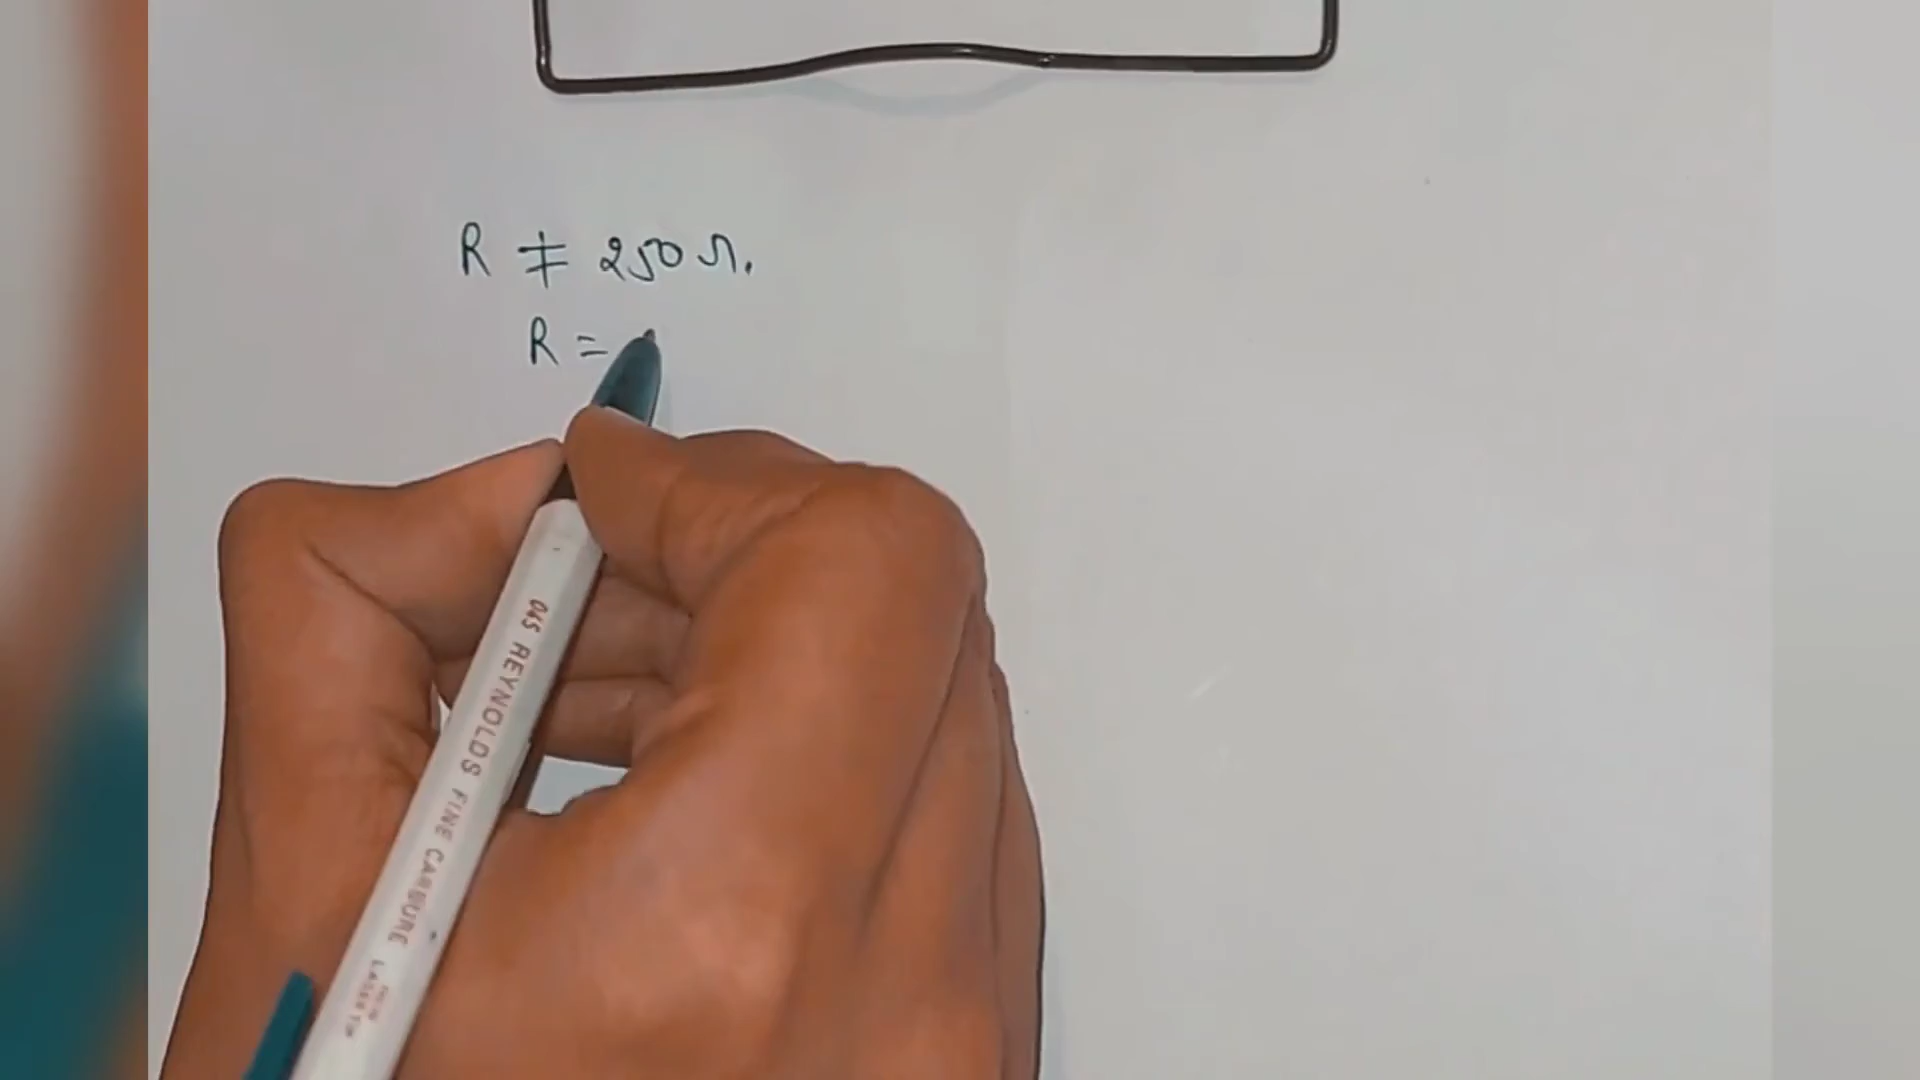 R ≠ 250 Ω.
R =
045 REYNOLDS FINE CARBURE